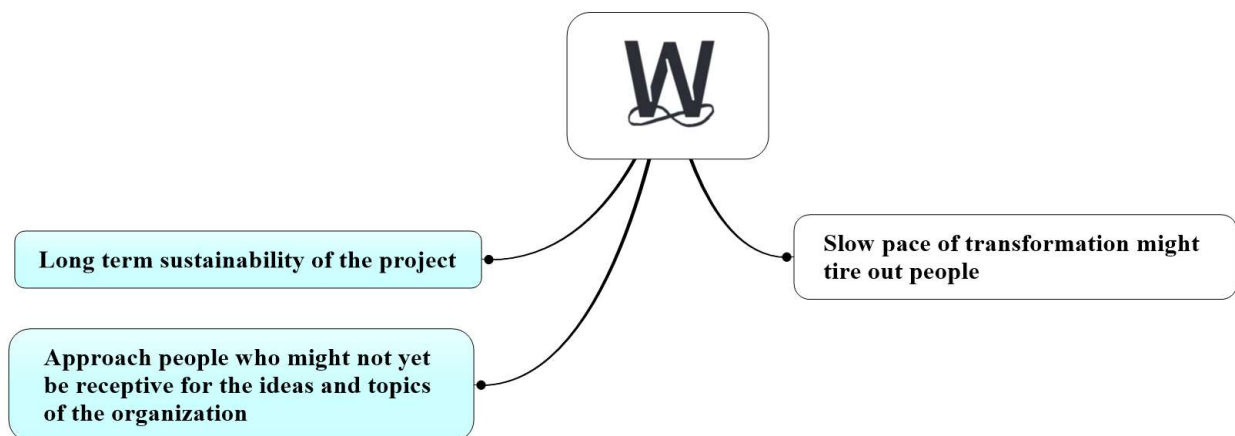 W
Long term sustainability of the project
Slow pace of transformation might
tire out people
Approach people who might not yet
be receptive for the ideas and topics
of the organization